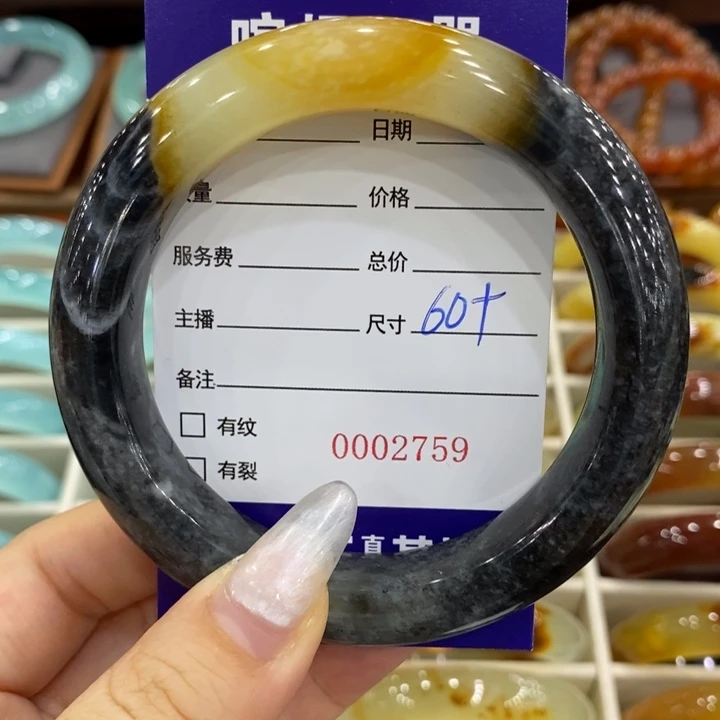 日期
量
价格
服务费
总价
主播
尺寸 60+
备注
有纹
0002759
有裂
真